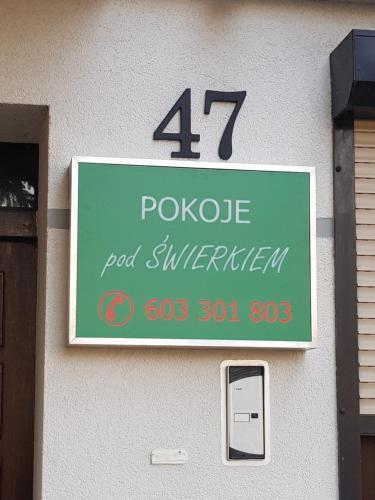 47
POKOJE
pod ŚWIERKIEM
603 301 803